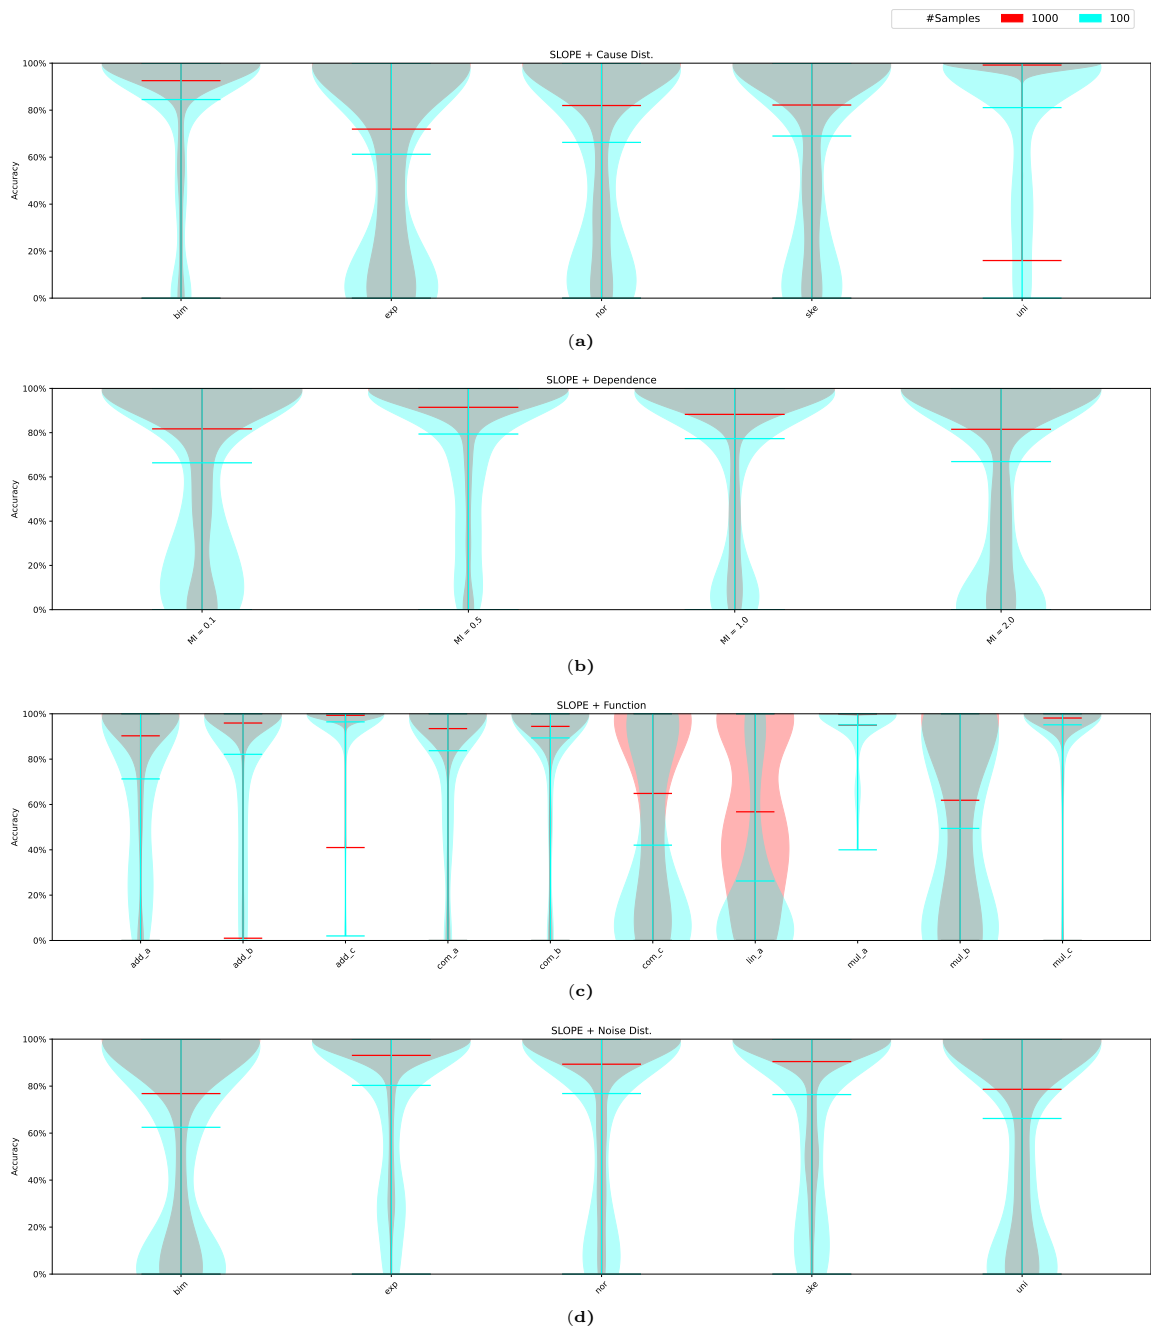 #Samples 1000 100
SLOPE + Cause Dist.
100%
80%
60%
40%
20%
0%
Accuracy
bim exp nor ske uni
(a)
SLOPE + Dependence
100%
80%
60%
40%
20%
0%
Accuracy
MI = 0.1 MI = 0.5 MI = 1.0 MI = 2.0
(b)
SLOPE + Function
100%
80%
60%
40%
20%
0%
Accuracy
add_a add_b add_c com_a com_b com_c lin_a mul_a mul_b mul_c
(c)
SLOPE + Noise Dist.
100%
80%
60%
40%
20%
0%
Accuracy
bim exp nor ske uni
(d)